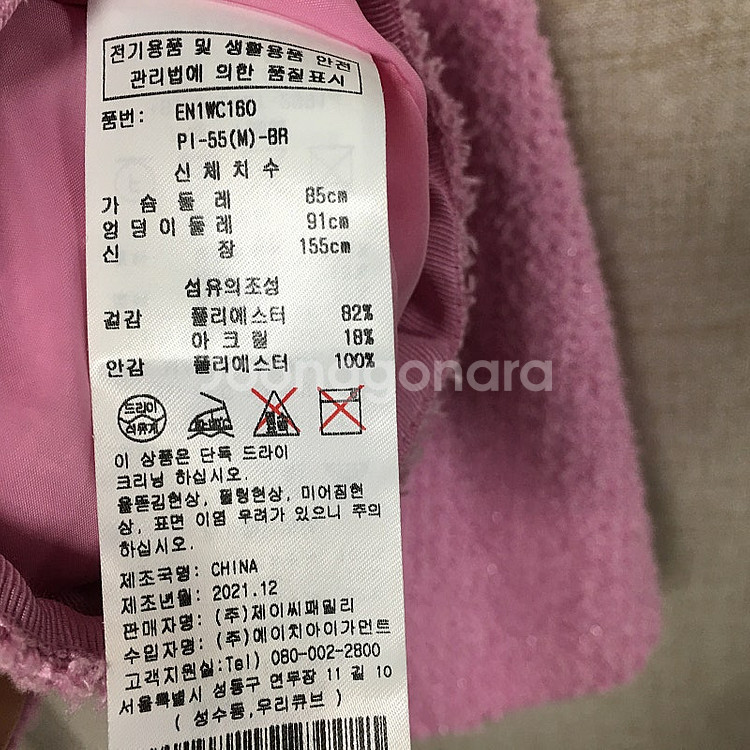 전기용품 및 생활용품 안전
관리법에 의한 품질표시
품번: EN1WC160
PI-55(M)-BR
신체치수
가슴둘레 85cm
엉덩이둘레 91cm
신장 155cm
섬유의조성
겉감 폴리에스터 82%
아크릴 18%
안감 폴리에스터 100%
joonggonara
드라이
석유계
이 상품은 단독 드라이
크리닝 하십시오.
올뜯김현상, 필링현상, 미어짐현
상, 표면 이염 우려가 있으니 주의
하십시오.
제조국명: CHINA
제조년월: 2021.12
판매자명: (주)제이씨패밀리
수입자명: (주)에이치아이가먼트
고객지원실:Tel) 080-002-2800
서울특별시 성동구 연무장 11 길 10
( 성수동,우리큐브 )